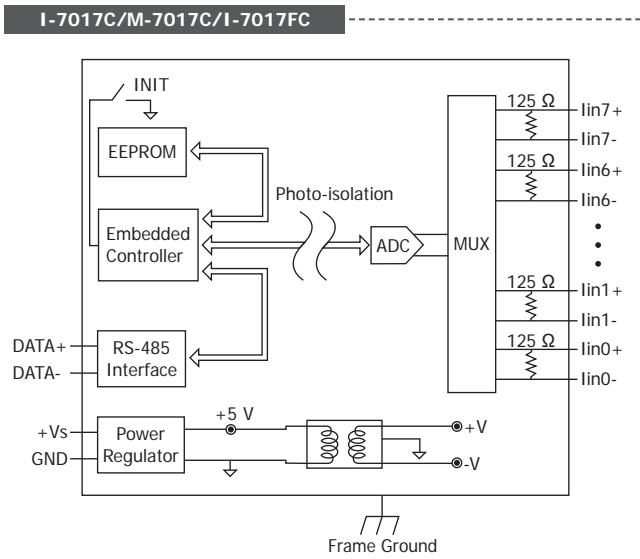 I-7017C/M-7017C/I-7017FC
INIT
EEPROM
Embedded
Controller
Photo-isolation
ADC
MUX
125 Ω
Iin7+
Iin7-
125 Ω
Iin6+
Iin6-
125 Ω
Iin1+
Iin1-
125 Ω
Iin0+
Iin0-
DATA+
DATA-
RS-485
Interface
+Vs
GND
Power
Regulator
+5 V
+V
-V
Frame Ground